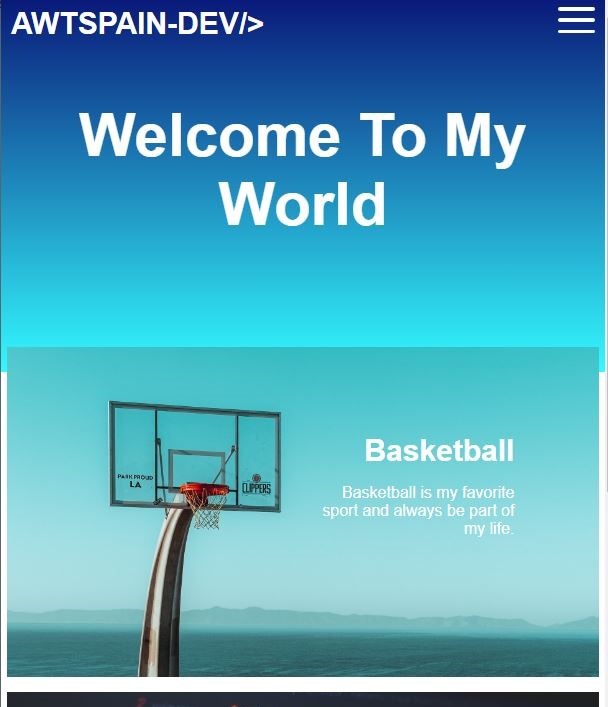 AWTSPAIN-DEV/>
Welcome To My
World
Basketball
Basketball is my favorite
sport and always be part of
my life.
PARK PROUD
LA
CLIPPERS